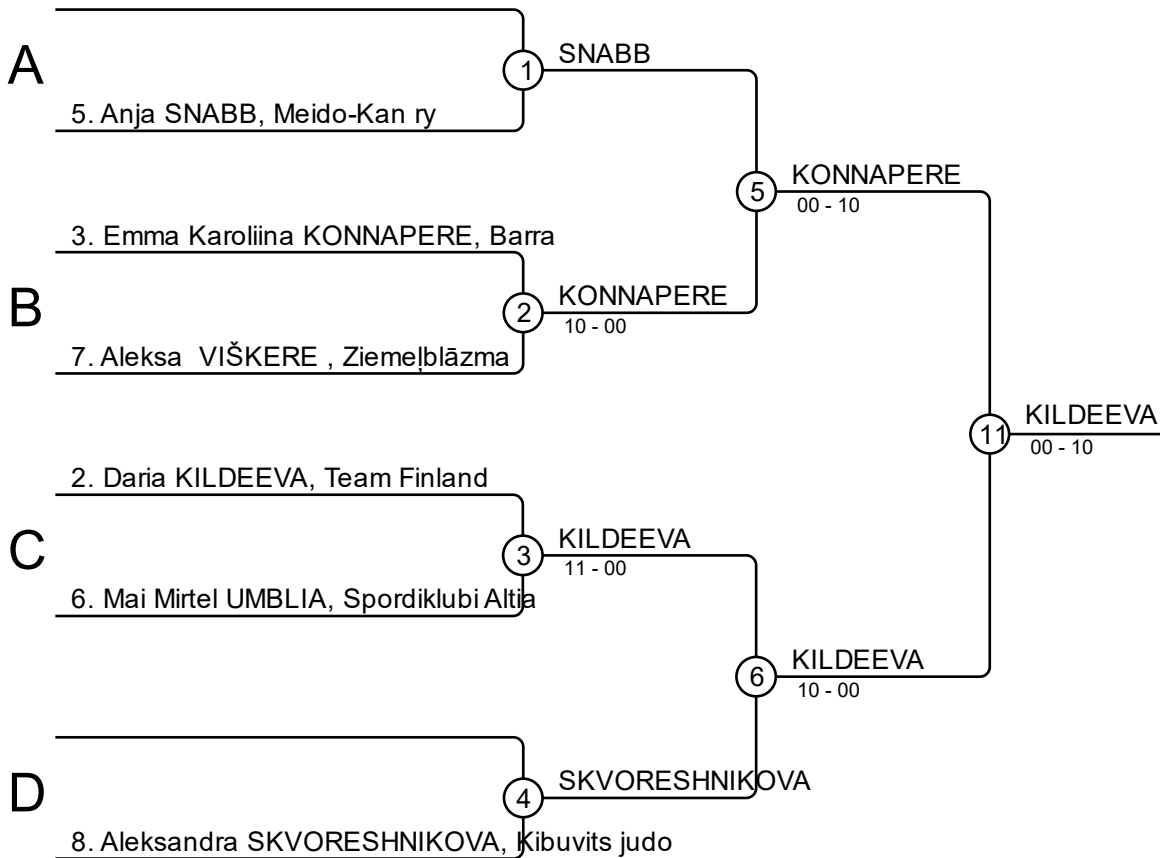 A
1
SNABB
5. Anja SNABB, Meido-Kan ry
5
KONNAPERE
00 - 10
3. Emma Karoliina KONNAPERE, Barra
B
2
KONNAPERE
10 - 00
7. Aleksa VIŠKERE , Ziemeļblāzma
11
KILDEEVA
00 - 10
2. Daria KILDEEVA, Team Finland
C
3
KILDEEVA
11 - 00
6. Mai Mirtel UMBLIA, Spordiklubi Altia
6
KILDEEVA
10 - 00
D
4
SKVORESHNIKOVA
8. Aleksandra SKVORESHNIKOVA, Kibuvits judo